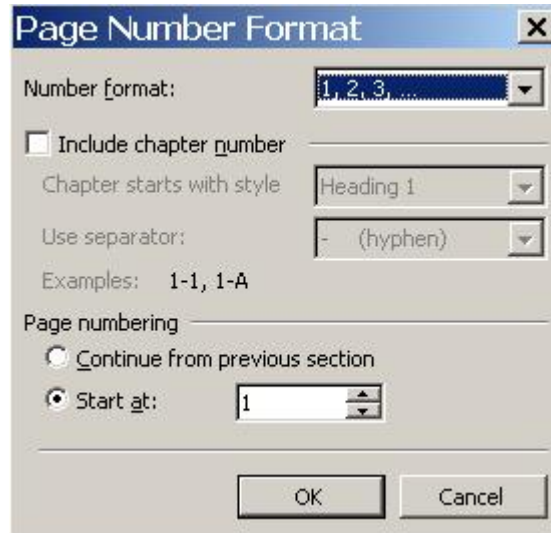 Page Number Format
Number format: 1, 2, 3, ...
Include chapter number
Chapter starts with style Heading 1
Use separator: - (hyphen)
Examples: 1-1, 1-A
Page numbering
Continue from previous section
Start at: 1
OK Cancel